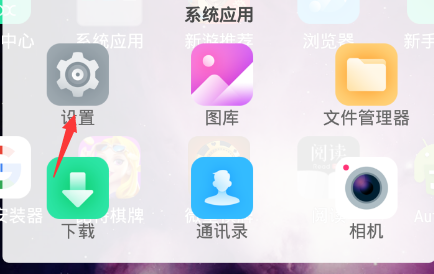 系统应用
中心 系统应用 新游推荐 浏览器 新手
设置 图库 文件管理器
阅读
安装器 棋牌 Au
下载 通讯录 相机